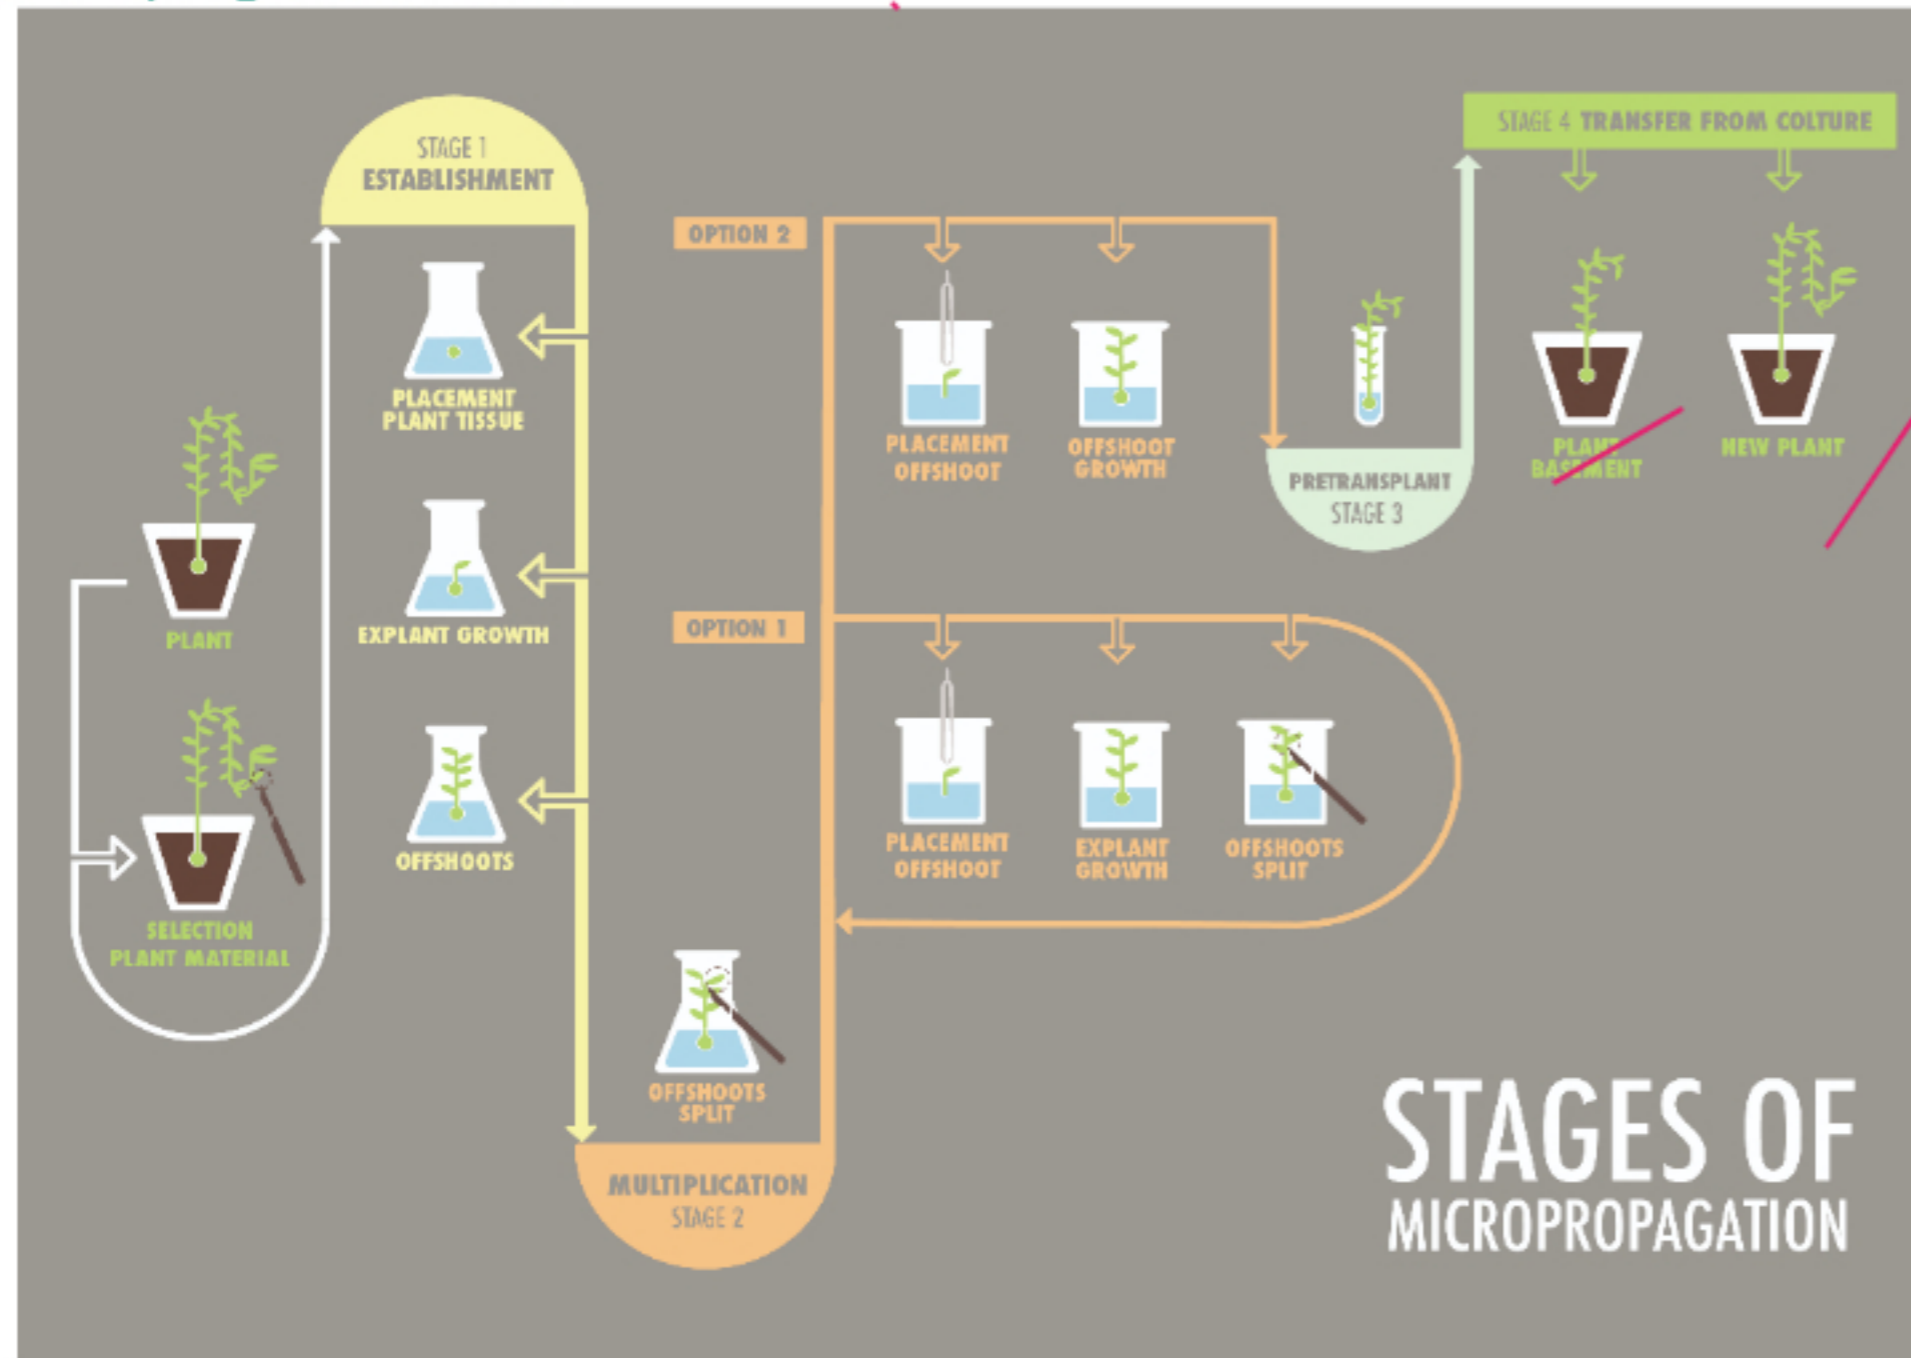 STAGE 1
ESTABLISHMENT
PLACEMENT
PLANT TISSUE
EXPLANT GROWTH
OFFSHOOTS
PLANT
SELECTION
PLANT MATERIAL
OFFSHOOTS
SPLIT
MULTIPLICATION
STAGE 2
OPTION 2
PLACEMENT
OFFSHOOT
OFFSHOOT
GROWTH
OPTION 1
PLACEMENT
OFFSHOOT
EXPLANT
GROWTH
OFFSHOOTS
SPLIT
PRETRANSPLANT
STAGE 3
STAGE 4 TRANSFER FROM COLTURE
PLANT
BASEMENT
NEW PLANT
STAGES OF
MICROPROPAGATION